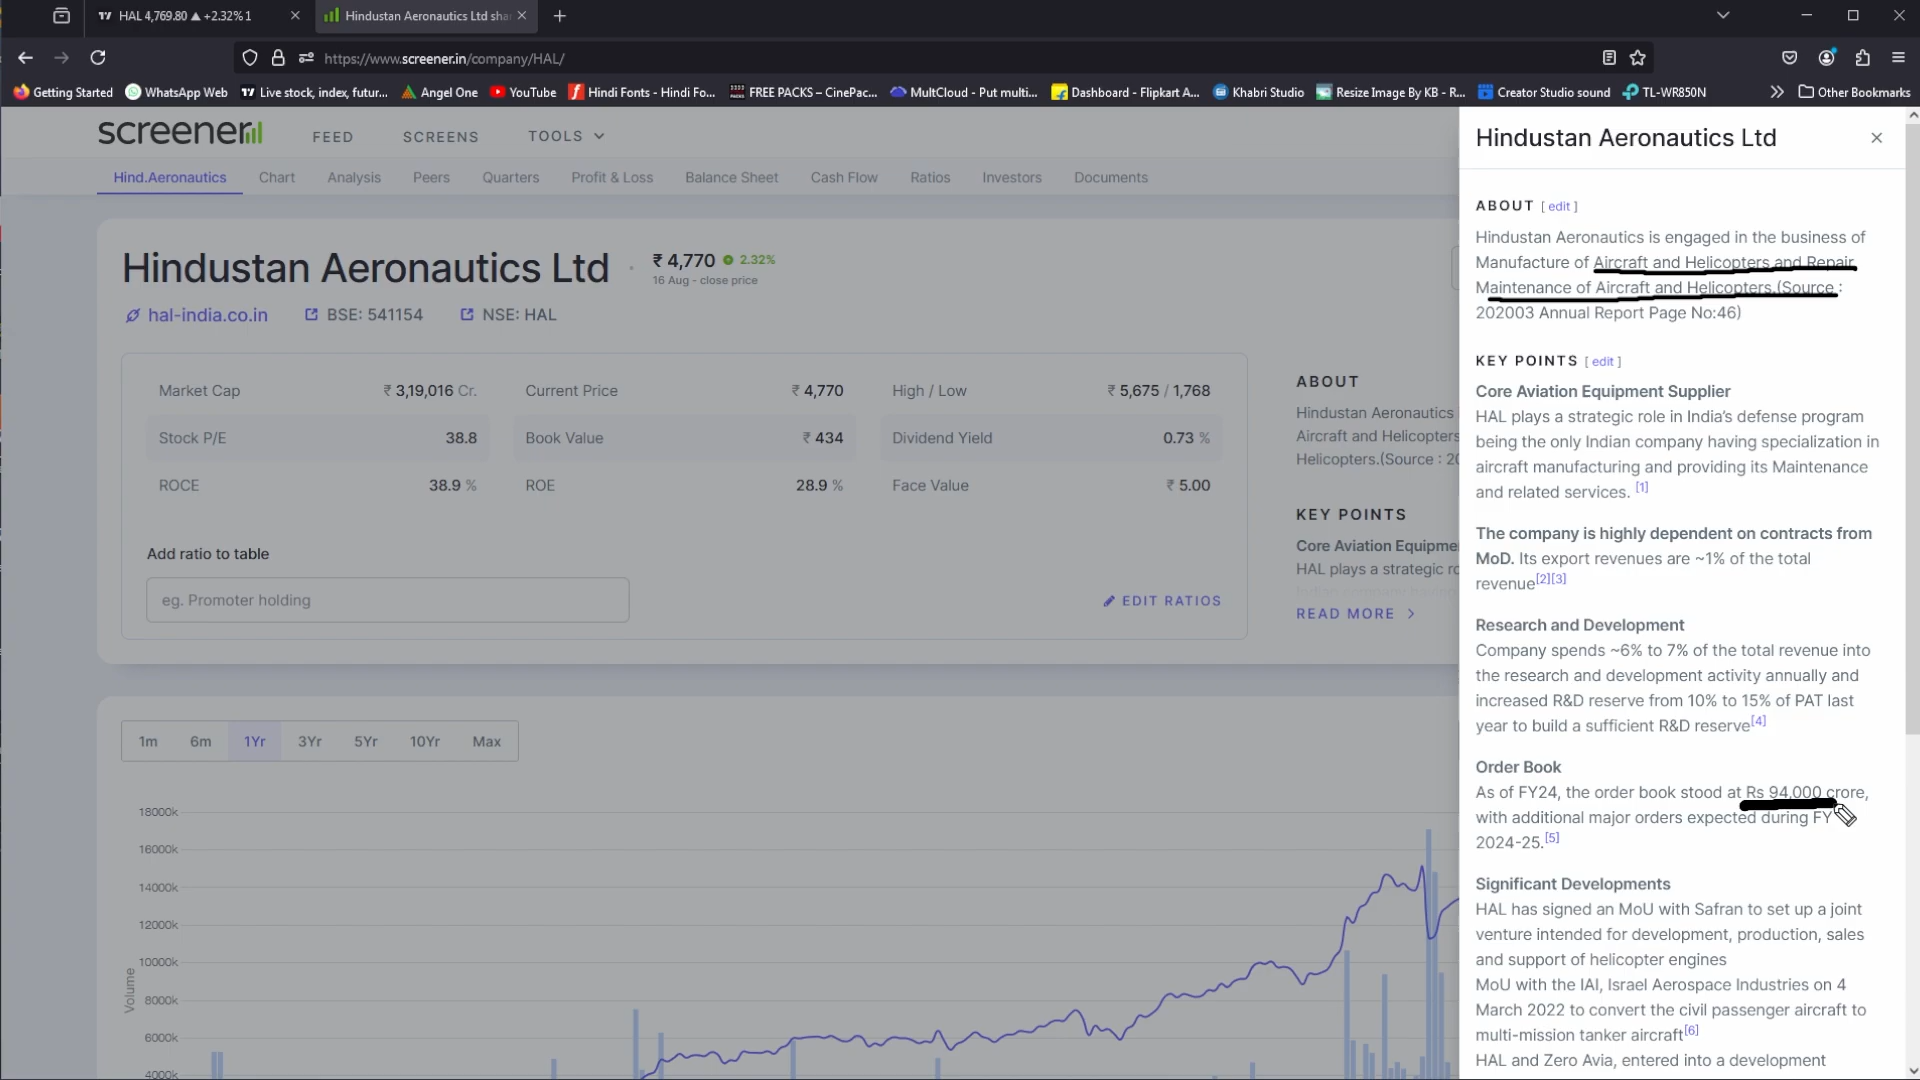 HAL 4,769.80 ▲ +2.32% 1
Hindustan Aeronautics Ltd sha
https://www.screener.in/company/HAL/
Getting Started
WhatsApp Web
Live stock, index, futur...
Angel One
YouTube
Hindi Fonts - Hindi Fo...
FREE PACKS – CinePac...
MultCloud - Put multi...
Dashboard - Flipkart A...
Khabri Studio
Resize Image By KB - R...
Creator Studio sound
TL-WR850N
Other Bookmarks
screener
FEED
SCREENS
TOOLS
Hind.Aeronautics
Chart
Analysis
Peers
Quarters
Profit & Loss
Balance Sheet
Cash Flow
Ratios
Investors
Documents
Hindustan Aeronautics Ltd
₹ 4,770 2.32%
16 Aug - close price
hal-india.co.in
BSE: 541154
NSE: HAL
Market Cap ₹ 3,19,016 Cr.
Current Price ₹ 4,770
High / Low ₹ 5,675 / 1,768
Stock P/E 38.8
Book Value ₹ 434
Dividend Yield 0.73 %
ROCE 38.9 %
ROE 28.9 %
Face Value ₹ 5.00
Add ratio to table
eg. Promoter holding
EDIT RATIOS
ABOUT
Hindustan Aeronautics
Aircraft and Helicopters
Helicopters.(Source : 20
KEY POINTS
Core Aviation Equipme
HAL plays a strategic ro
READ MORE
1m
6m
1Yr
3Yr
5Yr
10Yr
Max
18000k
16000k
14000k
12000k
10000k
8000k
6000k
4000k
Volume
Hindustan Aeronautics Ltd
ABOUT [ edit ]
Hindustan Aeronautics is engaged in the business of
Manufacture of Aircraft and Helicopters and Repair,
Maintenance of Aircraft and Helicopters.(Source :
202003 Annual Report Page No:46)
KEY POINTS [ edit ]
Core Aviation Equipment Supplier
HAL plays a strategic role in India's defense program
being the only Indian company having specialization in
aircraft manufacturing and providing its Maintenance
and related services. [1]
The company is highly dependent on contracts from
MoD. Its export revenues are ~1% of the total
revenue[2][3]
Research and Development
Company spends ~6% to 7% of the total revenue into
the research and development activity annually and
increased R&D reserve from 10% to 15% of PAT last
year to build a sufficient R&D reserve[4]
Order Book
As of FY24, the order book stood at Rs 94,000 crore,
with additional major orders expected during FY
2024-25.[5]
Significant Developments
HAL has signed an MoU with Safran to set up a joint
venture intended for development, production, sales
and support of helicopter engines
MoU with the IAI, Israel Aerospace Industries on 4
March 2022 to convert the civil passenger aircraft to
multi-mission tanker aircraft[6]
HAL and Zero Avia, entered into a development